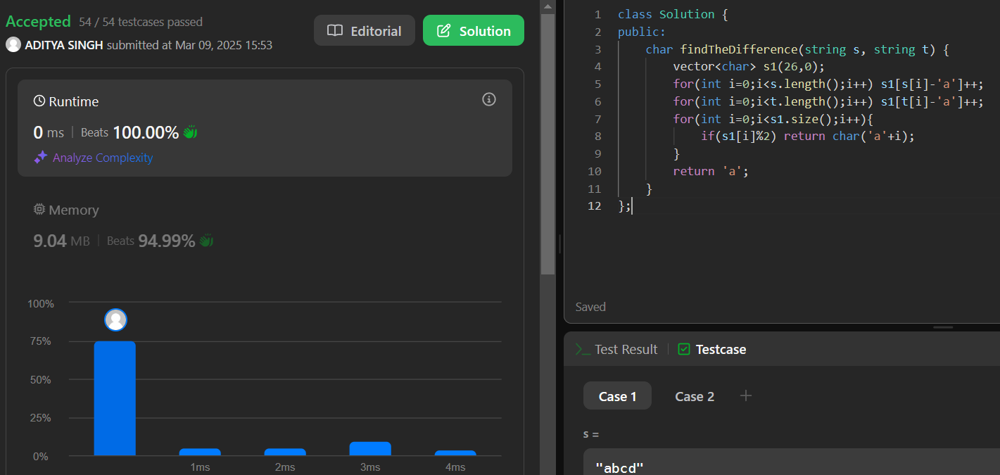 Accepted 54 / 54 testcases passed
ADITYA SINGH submitted at Mar 09, 2025 15:53
Editorial
Solution
Runtime
0 ms | Beats 100.00%
Analyze Complexity
Memory
9.04 MB | Beats 94.99%
100%
75%
50%
25%
0%
1ms 2ms 3ms 4ms
1 class Solution {
2 public:
3     char findTheDifference(string s, string t) {
4         vector<char> s1(26,0);
5         for(int i=0;i<s.length();i++) s1[s[i]-'a']++;
6         for(int i=0;i<t.length();i++) s1[t[i]-'a']++;
7         for(int i=0;i<s1.size();i++){
8             if(s1[i]%2) return char('a'+i);
9         }
10         return 'a';
11     }
12 };
Saved
>_ Test Result | Testcase
Case 1 Case 2 +
s =
"abcd"